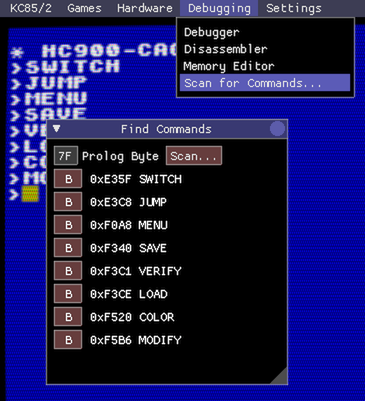 KC85/2 Games Hardware Debugging Settings
Debugger
Disassembler
Memory Editor
Scan for Commands...
* HC900-CAO
>SWITCH
>JUMP
>MENU
>SAVE
>
Find Commands
7F Prolog Byte Scan...
B 0xE35F SWITCH
B 0xE3C8 JUMP
B 0xF0A8 MENU
B 0xF340 SAVE
B 0xF3C1 VERIFY
B 0xF3CE LOAD
B 0xF520 COLOR
B 0xF5B6 MODIFY